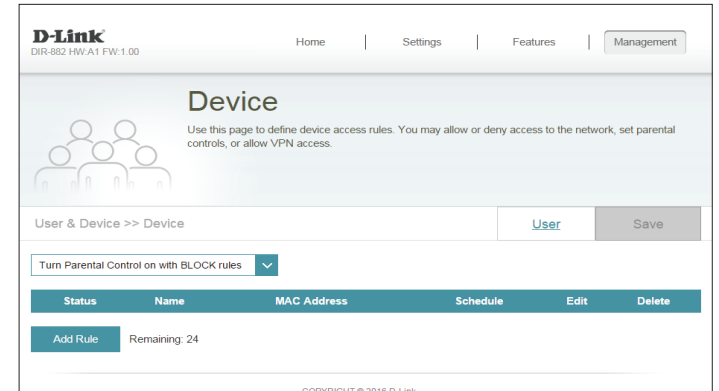 D-Link
DIR-882 HW:A1 FW:1.00
Home Settings Features Management
Device
Use this page to define device access rules. You may allow or deny access to the network, set parental
controls, or allow VPN access.
User & Device >> Device
User
Save
Turn Parental Control on with BLOCK rules
Status Name MAC Address Schedule Edit Delete
Add Rule Remaining: 24
COPYRIGHT © 2016 D-Link